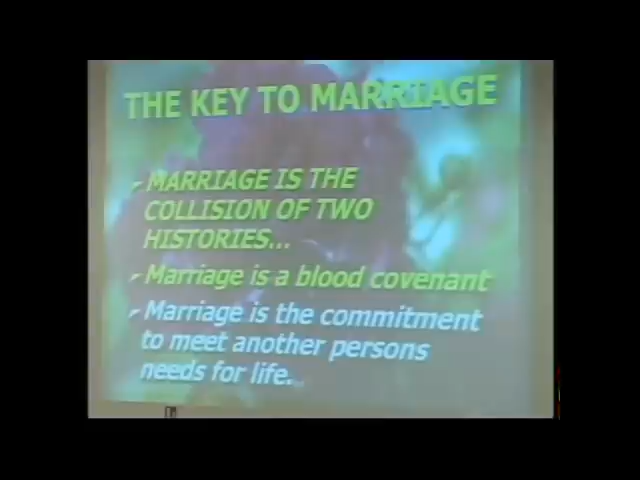 THE KEY TO MARRIAGE
MARRIAGE IS THE
COLLISION OF TWO
HISTORIES...
Marriage is a blood covenant
Marriage is the commitment
to meet another persons
needs for life.